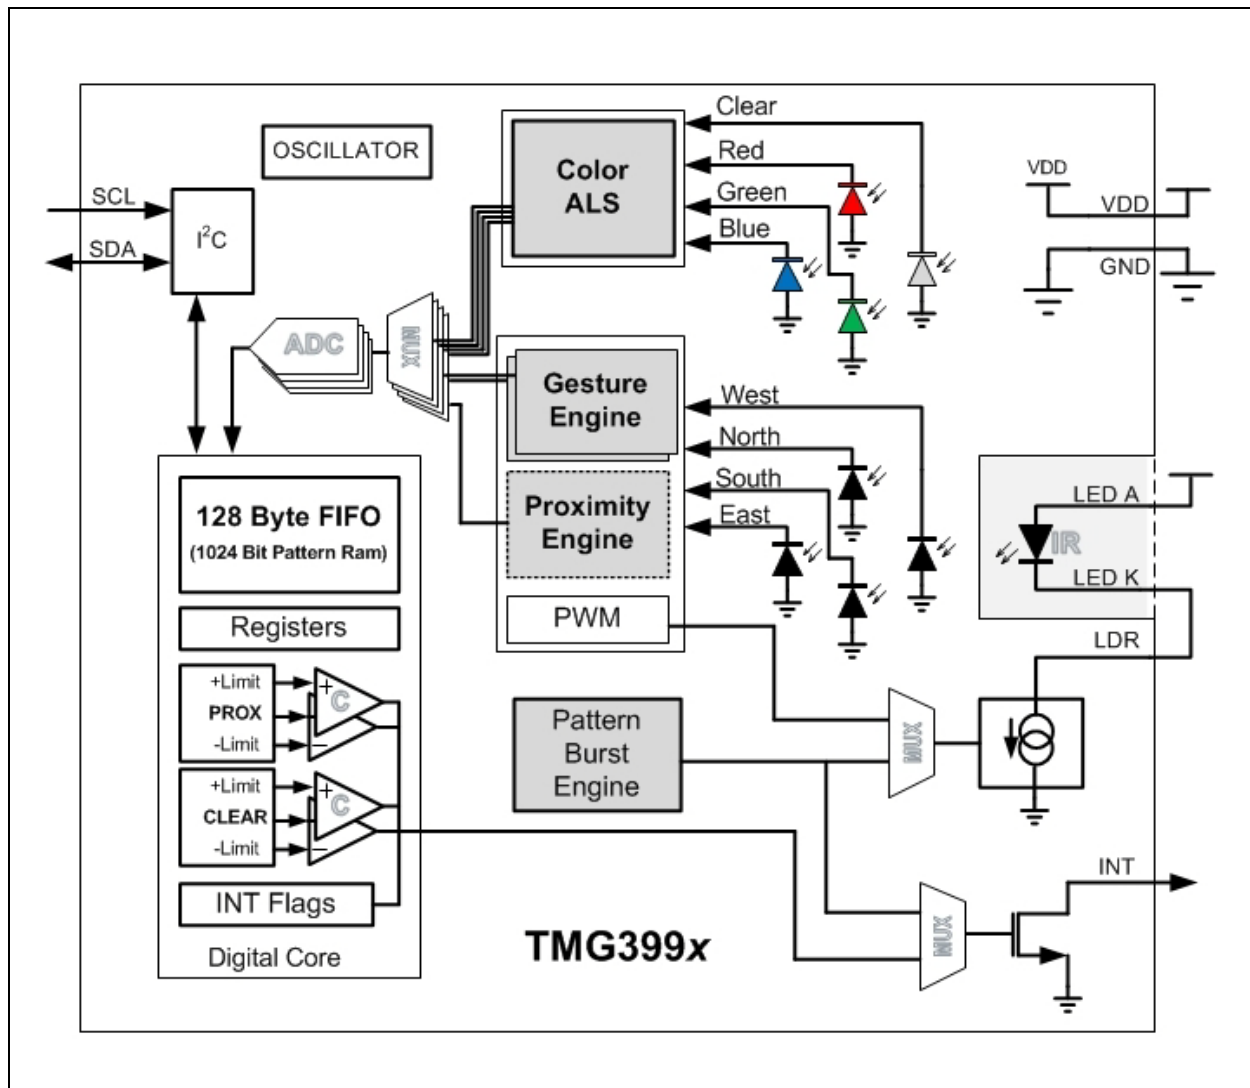 OSCILLATOR
SCL
SDA
I²C
ADC
MUX
Color
ALS
Clear
Red
Green
Blue
VDD
VDD
GND
Gesture
Engine
Proximity
Engine
PWM
West
North
South
East
LED A
IR
LED K
LDR
128 Byte FIFO
(1024 Bit Pattern Ram)
Registers
+Limit
PROX
-Limit
+
C
−
+Limit
CLEAR
-Limit
+
C
−
INT Flags
Digital Core
Pattern
Burst
Engine
MUX
MUX
INT
TMG399x